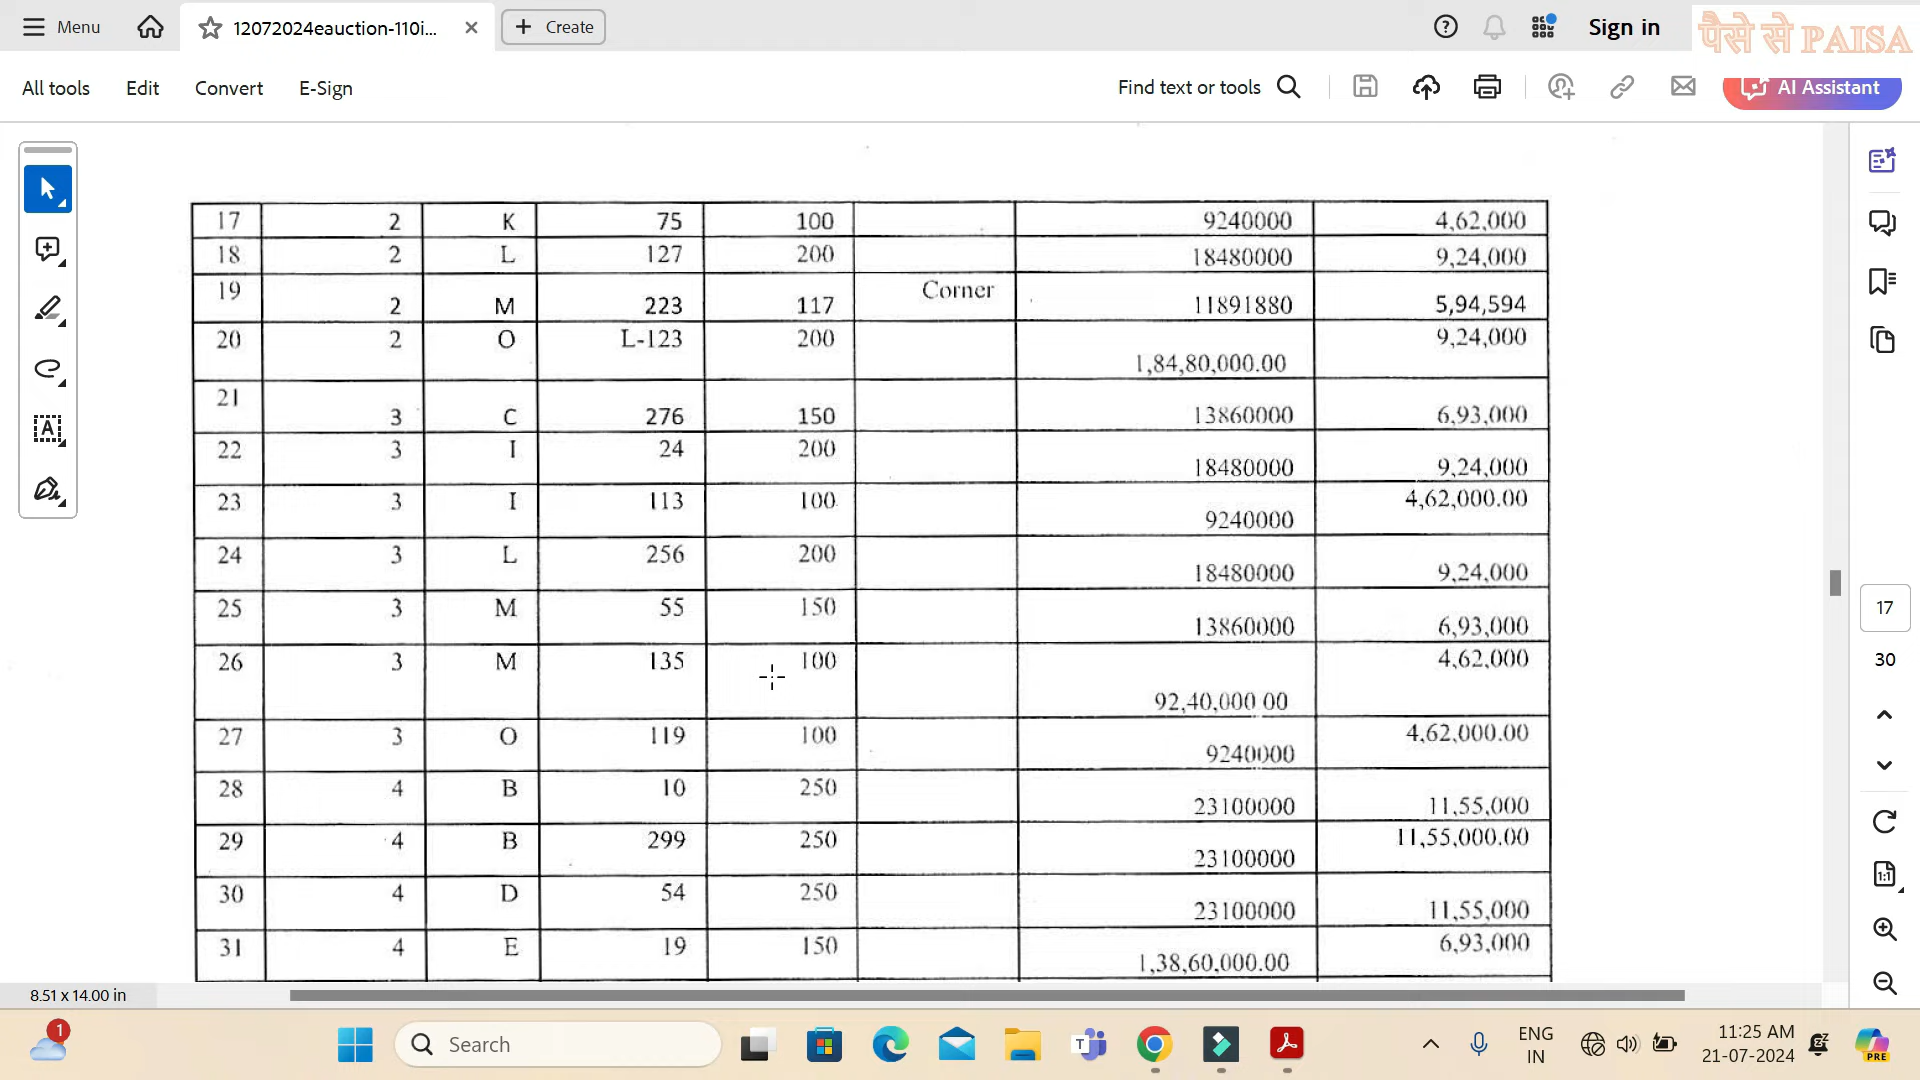 Menu 12072024eauction-110i... Create Sign in पैसे से PAISA
All tools Edit Convert E-Sign Find text or tools AI Assistant
17 2 K 75 100 9240000 4,62,000
18 2 L 127 200 18480000 9,24,000
19 2 M 223 117 Corner 11891880 5,94,594
20 2 O L-123 200 1,84,80,000.00 9,24,000
21 3 C 276 150 13860000 6,93,000
22 3 I 24 200 18480000 9,24,000
23 3 I 113 100 9240000 4,62,000.00
24 3 L 256 200 18480000 9,24,000
25 3 M 55 150 13860000 6,93,000
26 3 M 135 100 92,40,000 00 4,62,000
27 3 O 119 100 9240000 4,62,000.00
28 4 B 10 250 23100000 11,55,000
29 4 B 299 250 23100000 11,55,000.00
30 4 D 54 250 23100000 11,55,000
31 4 E 19 150 1,38,60,000.00 6,93,000
17
30
8.51 x 14.00 in
1 Search ENG IN 11:25 AM 21-07-2024 PRE